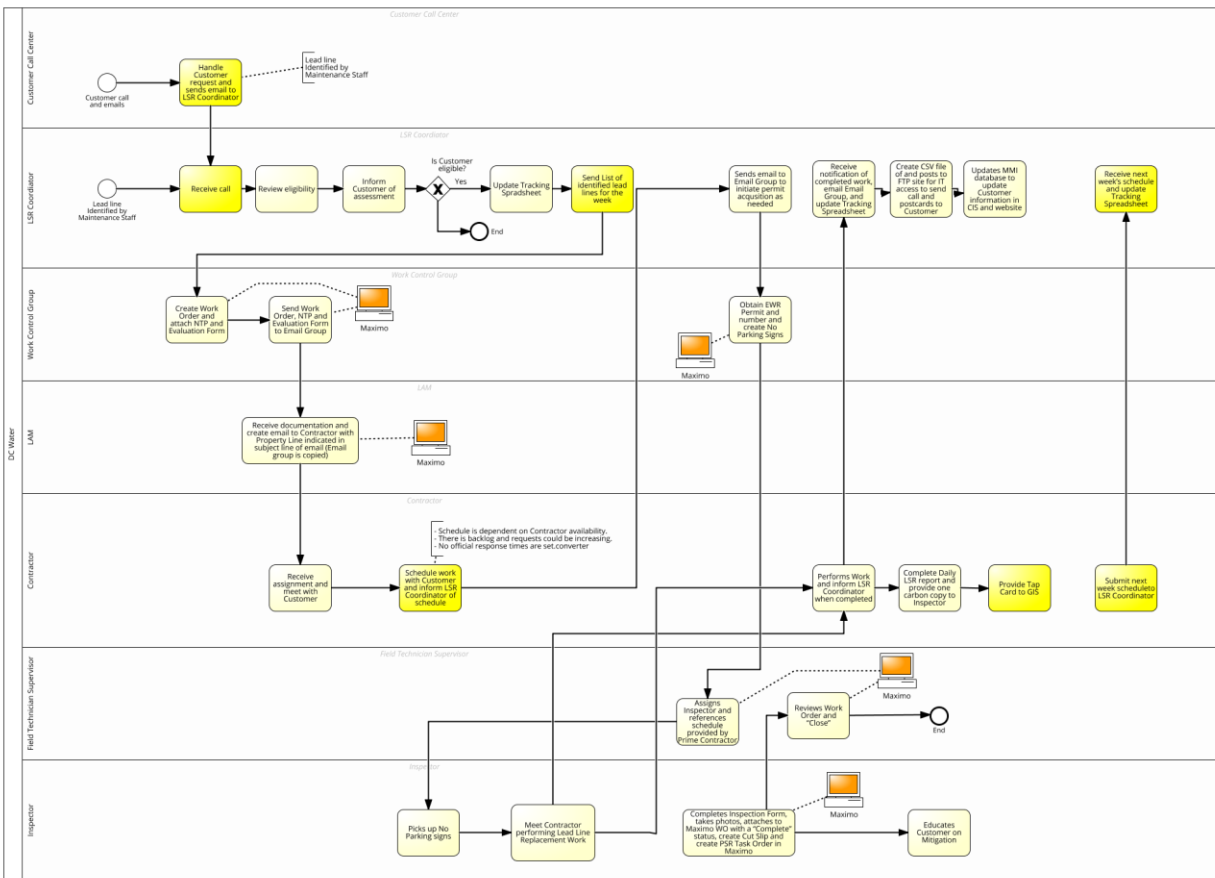 DC Water
Customer Call Center
Customer Call Center
Customer call
and emails
Handle
Customer
request and
sends email to
LSR Coordinator
Lead line
Identified by
Maintenance Staff
LSR Coordiator
LSR Coordiator
Lead line
Identified by
Maintenance Staff
Receive call
Review eligibility
Inform
Customer of
assessment
Is Customer
eligible?
Yes
End
Update Tracking
Spradsheet
Send List of
identified lead
lines for the
week
Sends email to
Email Group to
initiate permit
acqusition as
needed
Receive
notification of
completed work,
email Email
Group, and
update Tracking
Spreadsheet
Create CSV file
of and posts to
FTP site for IT
access to send
call and
postcards to
Customer
Updates MMI
database to
update
Customer
information in
CIS and website
Receive next
week's schedule
and update
Tracking
Spreadsheet
Work Control Group
Work Control Group
Create Work
Order and
attach NTP and
Evaluation Form
Send Work
Order, NTP and
Evaluation Form
to Email Group
Maximo
Obtain EWR
Permit and
number and
create No
Parking Signs
Maximo
LAM
LAM
Receive documentation and
create email to Contractor with
Property Line indicated in
subject line of email (Email
group is copied)
Maximo
Contractor
Contractor
- Schedule is dependent on Contractor availability.
- There is backlog and requests could be increasing.
- No official response times are set.converter
Receive
assignment and
meet with
Customer
Schedule work
with Customer
and inform LSR
Coordinator of
schedule
Performs Work
and inform LSR
Coordinator
when completed
Complete Daily
LSR report and
provide one
carbon copy to
Inspector
Provide Tap
Card to GIS
Submit next
week scheduleto
LSR Coordinator
Field Technician Supervisor
Field Technician Supervisor
Assigns
Inspector and
references
schedule
provided by
Prime Contractor
Reviews Work
Order and
"Close"
Maximo
End
Inspector
Inspector
Picks up No
Parking signs
Meet Contractor
performing Lead Line
Replacement Work
Completes Inspection Form,
takes photos, attaches to
Maximo WO with a "Complete"
status, create Cut Slip and
create PSR Task Order in
Maximo
Maximo
Educates
Customer on
Mitigation